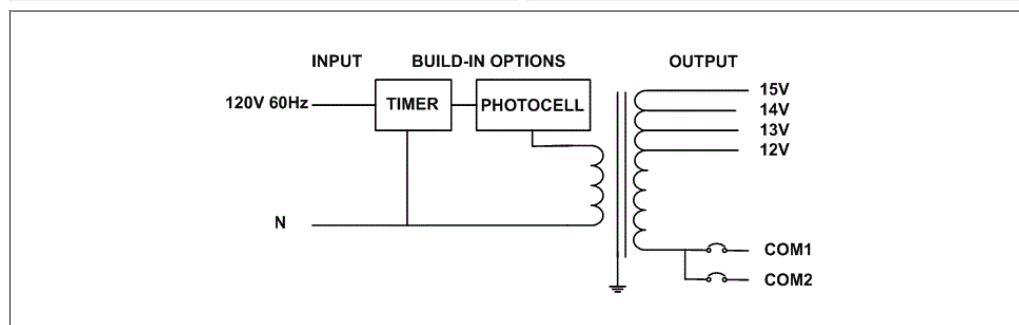 INPUT
BUILD-IN OPTIONS
OUTPUT
120V 60Hz
TIMER
PHOTOCELL
15V
14V
13V
12V
N
COM1
COM2